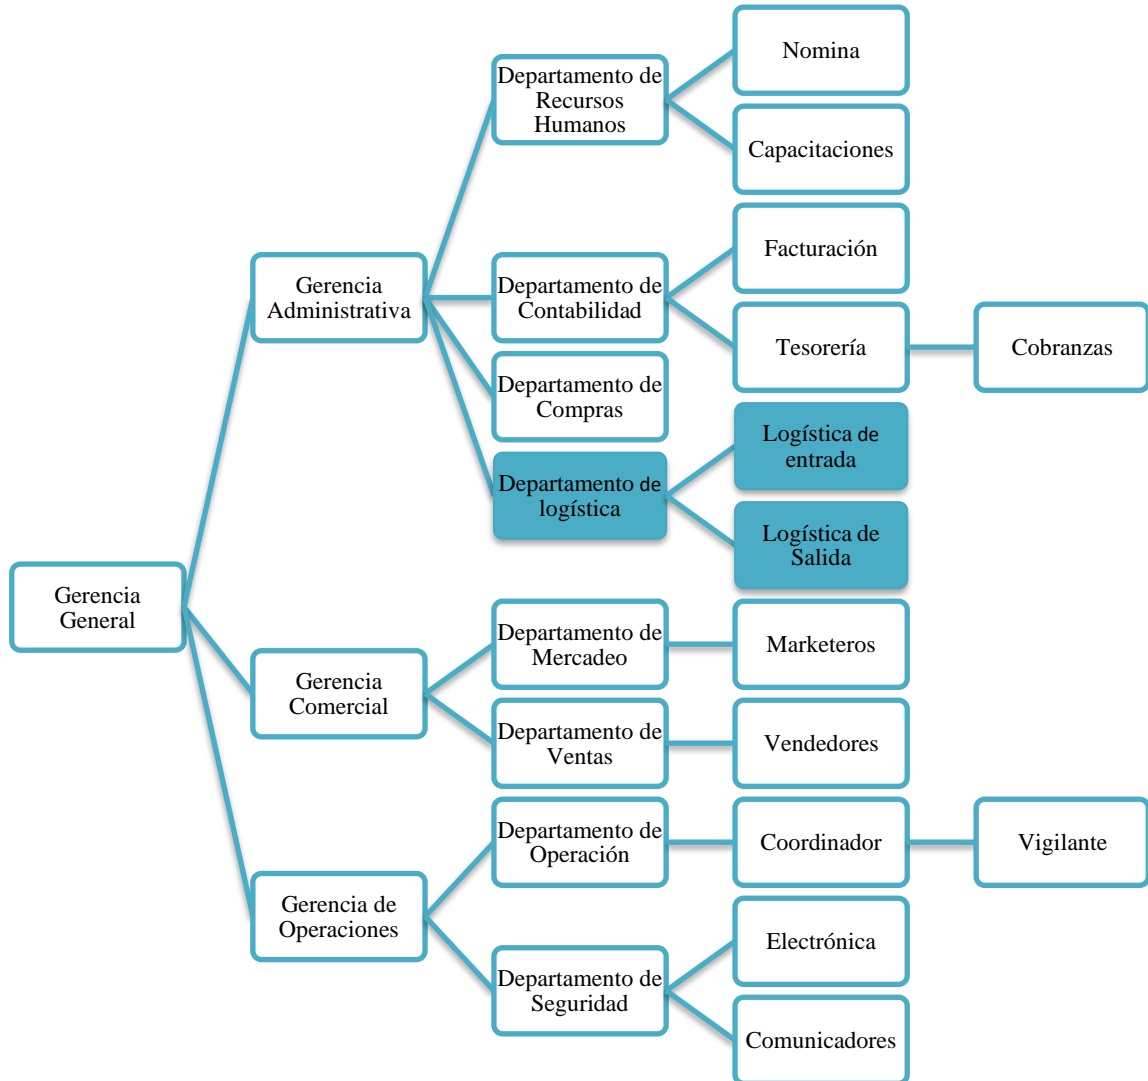 Nomina
Departamento de
Recursos
Humanos
Capacitaciones
Facturación
Gerencia
Administrativa
Departamento de
Contabilidad
Tesorería
Cobranzas
Departamento de
Compras
Logística de
entrada
Departamento de
logística
Logística de
Salida
Gerencia
General
Departamento de
Mercadeo
Marketeros
Gerencia
Comercial
Departamento de
Ventas
Vendedores
Departamento de
Operación
Coordinador
Vigilante
Gerencia de
Operaciones
Electrónica
Departamento de
Seguridad
Comunicadores